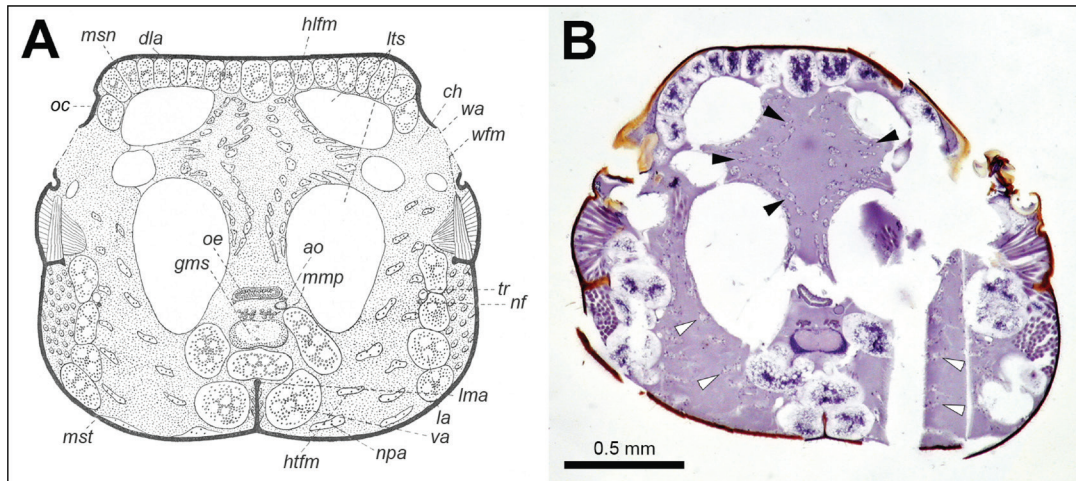 A
msn
dla
hlfm
lts
oc
ch
wa
wfm
oe
gms
ao
mmp
tr
nf
lma
la
va
mst
htfm
npa
B
0.5 mm